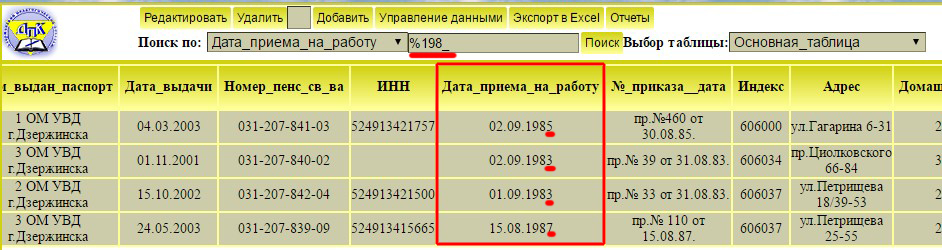 АПК
Редактировать Удалить Добавить Управление данными Экспорт в Excel Отчеты
Поиск по: Дата_приема_на_работу %198_ Поиск Выбор таблицы: Основная_таблица
м_выдан_паспорт Дата_выдачи Номер_пенс_св_ва ИНН Дата_приема_на_работу №_приказа__дата Индекс Адрес Домаш
1 ОМ УВД
г.Дзержинска 04.03.2003 031-207-841-03 524913421757 02.09.1985 пр.№460 от
30.08.85. 606000 ул.Гагарина 6-31 2
3 ОМ УВД
г.Дзержинска 01.11.2001 031-207-840-02 02.09.1983 пр.№ 39 от 31.08.83. 606034 пр.Циолковского
66-84 3
2 ОМ УВД
г.Дзержинска 15.10.2002 031-207-842-04 524913421500 01.09.1983 пр.№ 33 от 31.08.83. 606037 ул.Петрищева
18/39-53 2
3 ОМ УВД
г.Дзержинска 24.05.2003 031-207-839-09 524913415665 15.08.1987 пр.№ 110 от
15.08.87. 606037 ул.Петищева
25-55 2